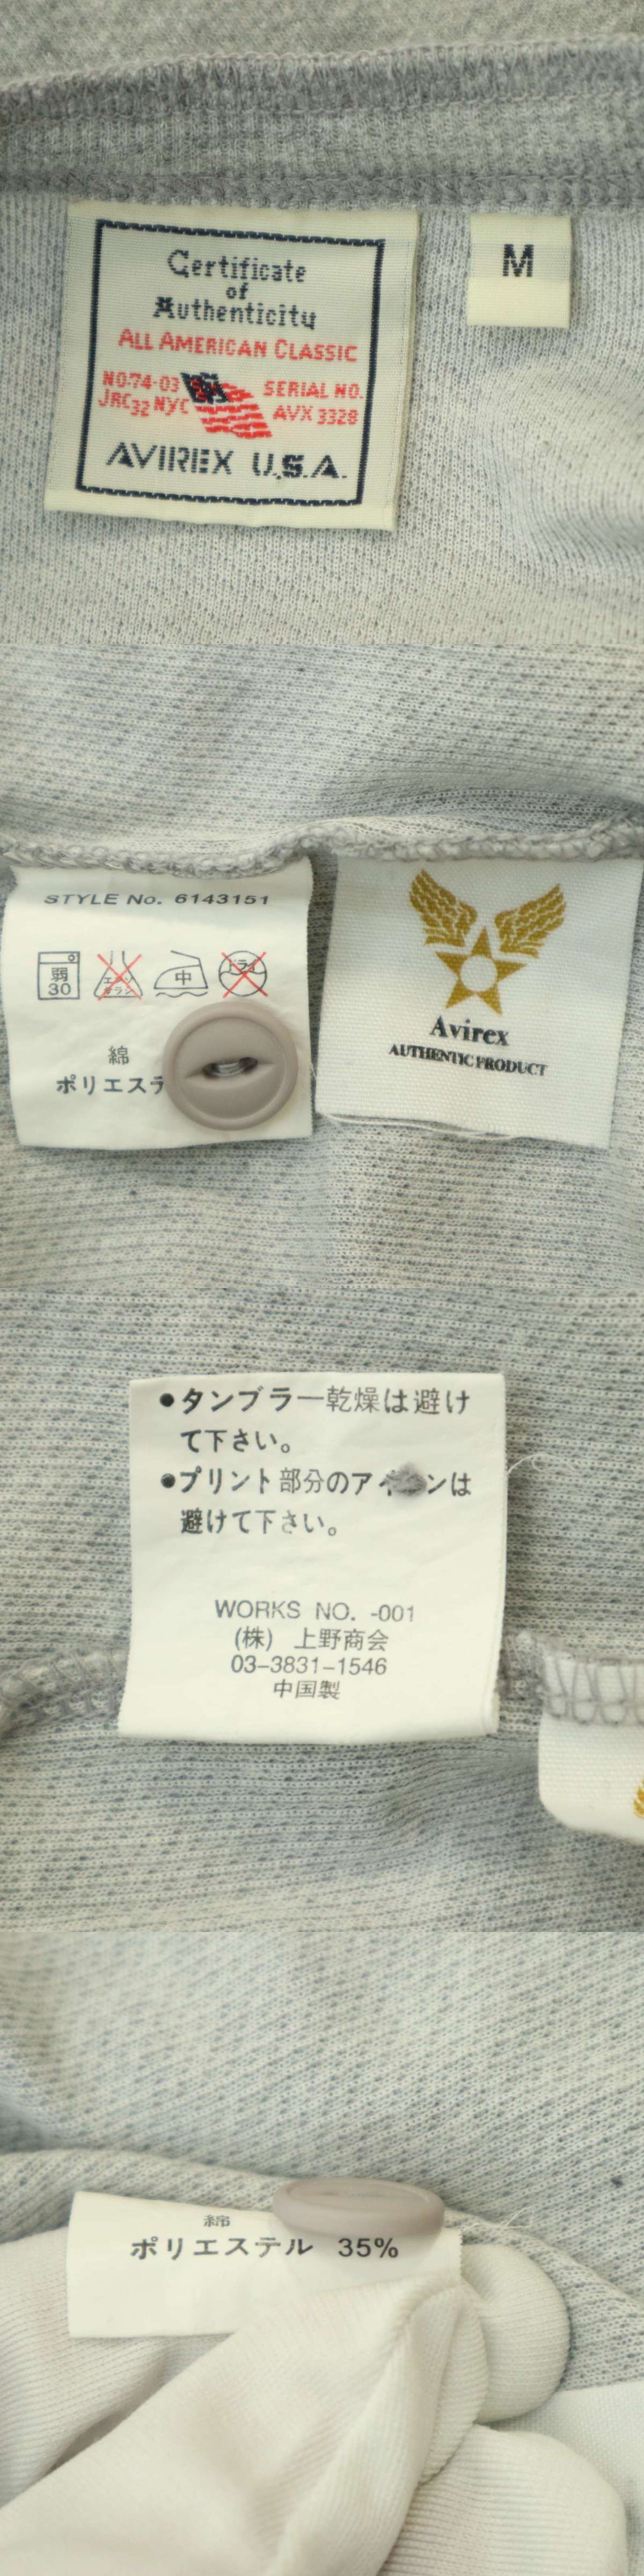 Certificate
of
Authenticity
ALL AMERICAN CLASSIC
NO-74-03
JRC32 NYC
SERIAL NO.
AVX 3328
AVIREX U.S.A.
M
STYLE No. 6143151
弱
30
中
ドライ
綿
ポリエステ
Avirex
AUTHENTIC PRODUCT
●タンブラー乾燥は避け
て下さい。
●プリント部分のア ンは
避けて下さい。
WORKS NO. -001
(株) 上野商会
03-3831-1546
中国製
綿
ポリエステル 35%